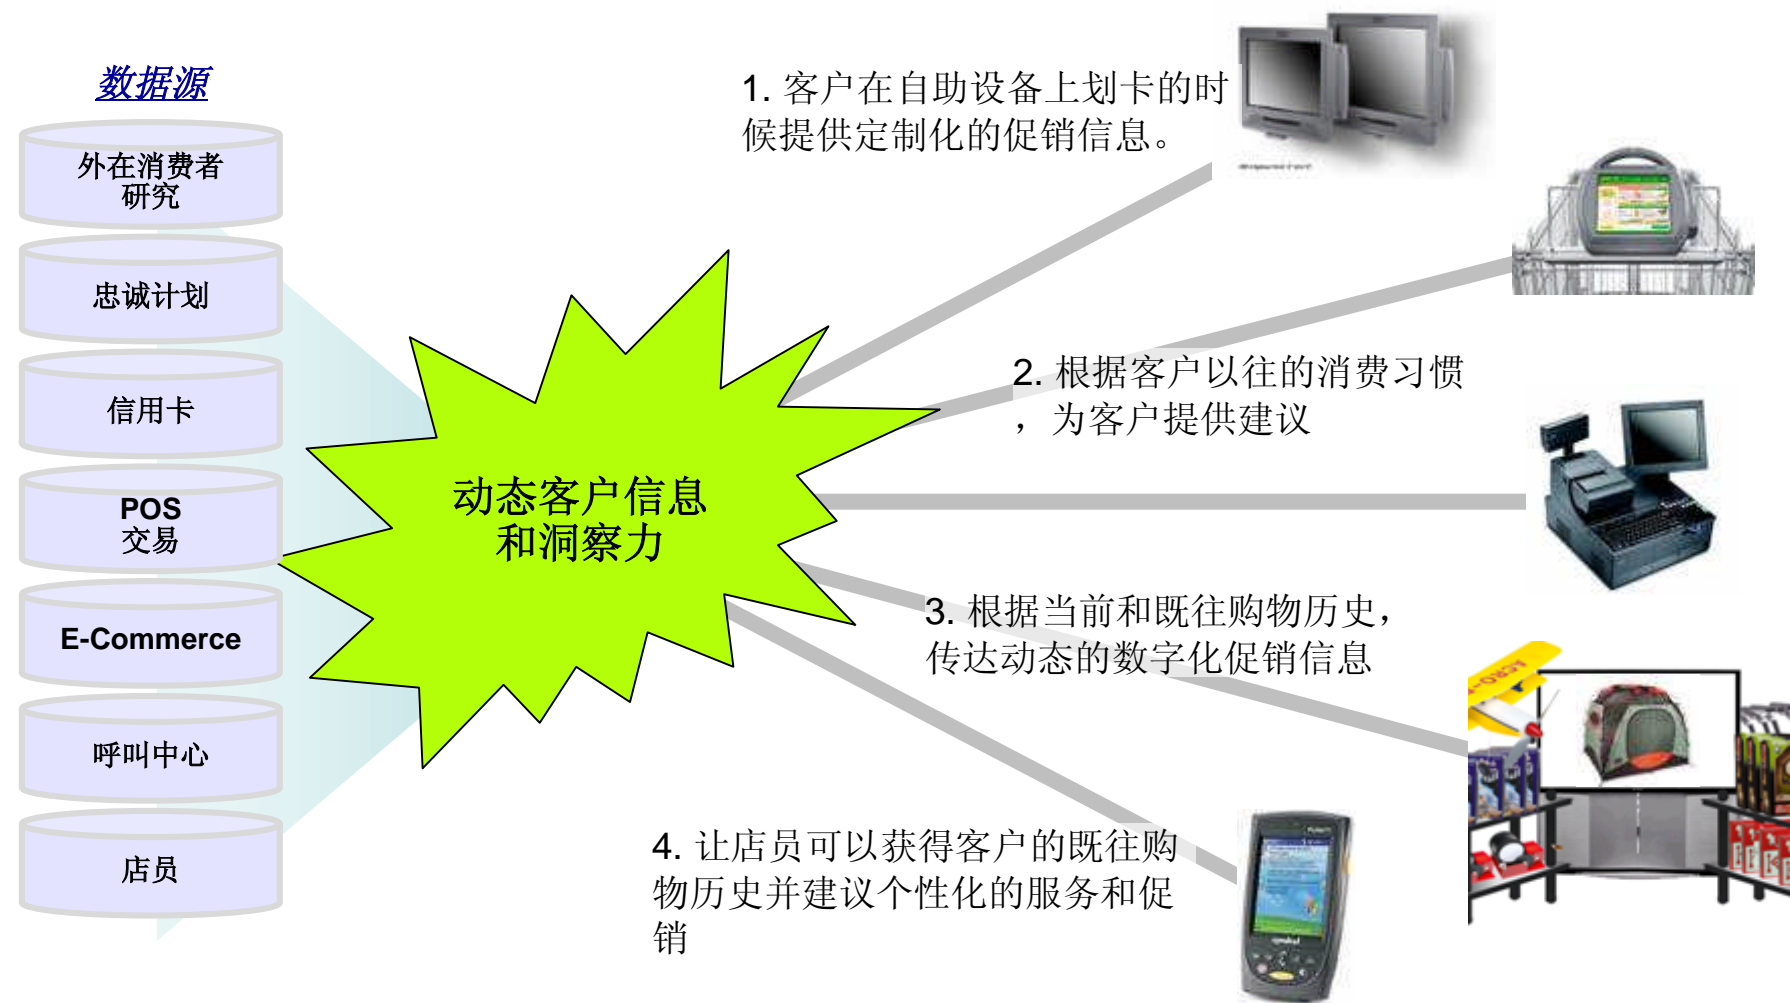 数据源
外在消费者
研究
忠诚计划
信用卡
POS
交易
E-Commerce
呼叫中心
店员
动态客户信息
和洞察力
1. 客户在自助设备上划卡的时
候提供定制化的促销信息。
2. 根据客户以往的消费习惯
，为客户提供建议
3. 根据当前和既往购物历史，
传达动态的数字化促销信息
4. 让店员可以获得客户的既往购
物历史并建议个性化的服务和促
销
symbol